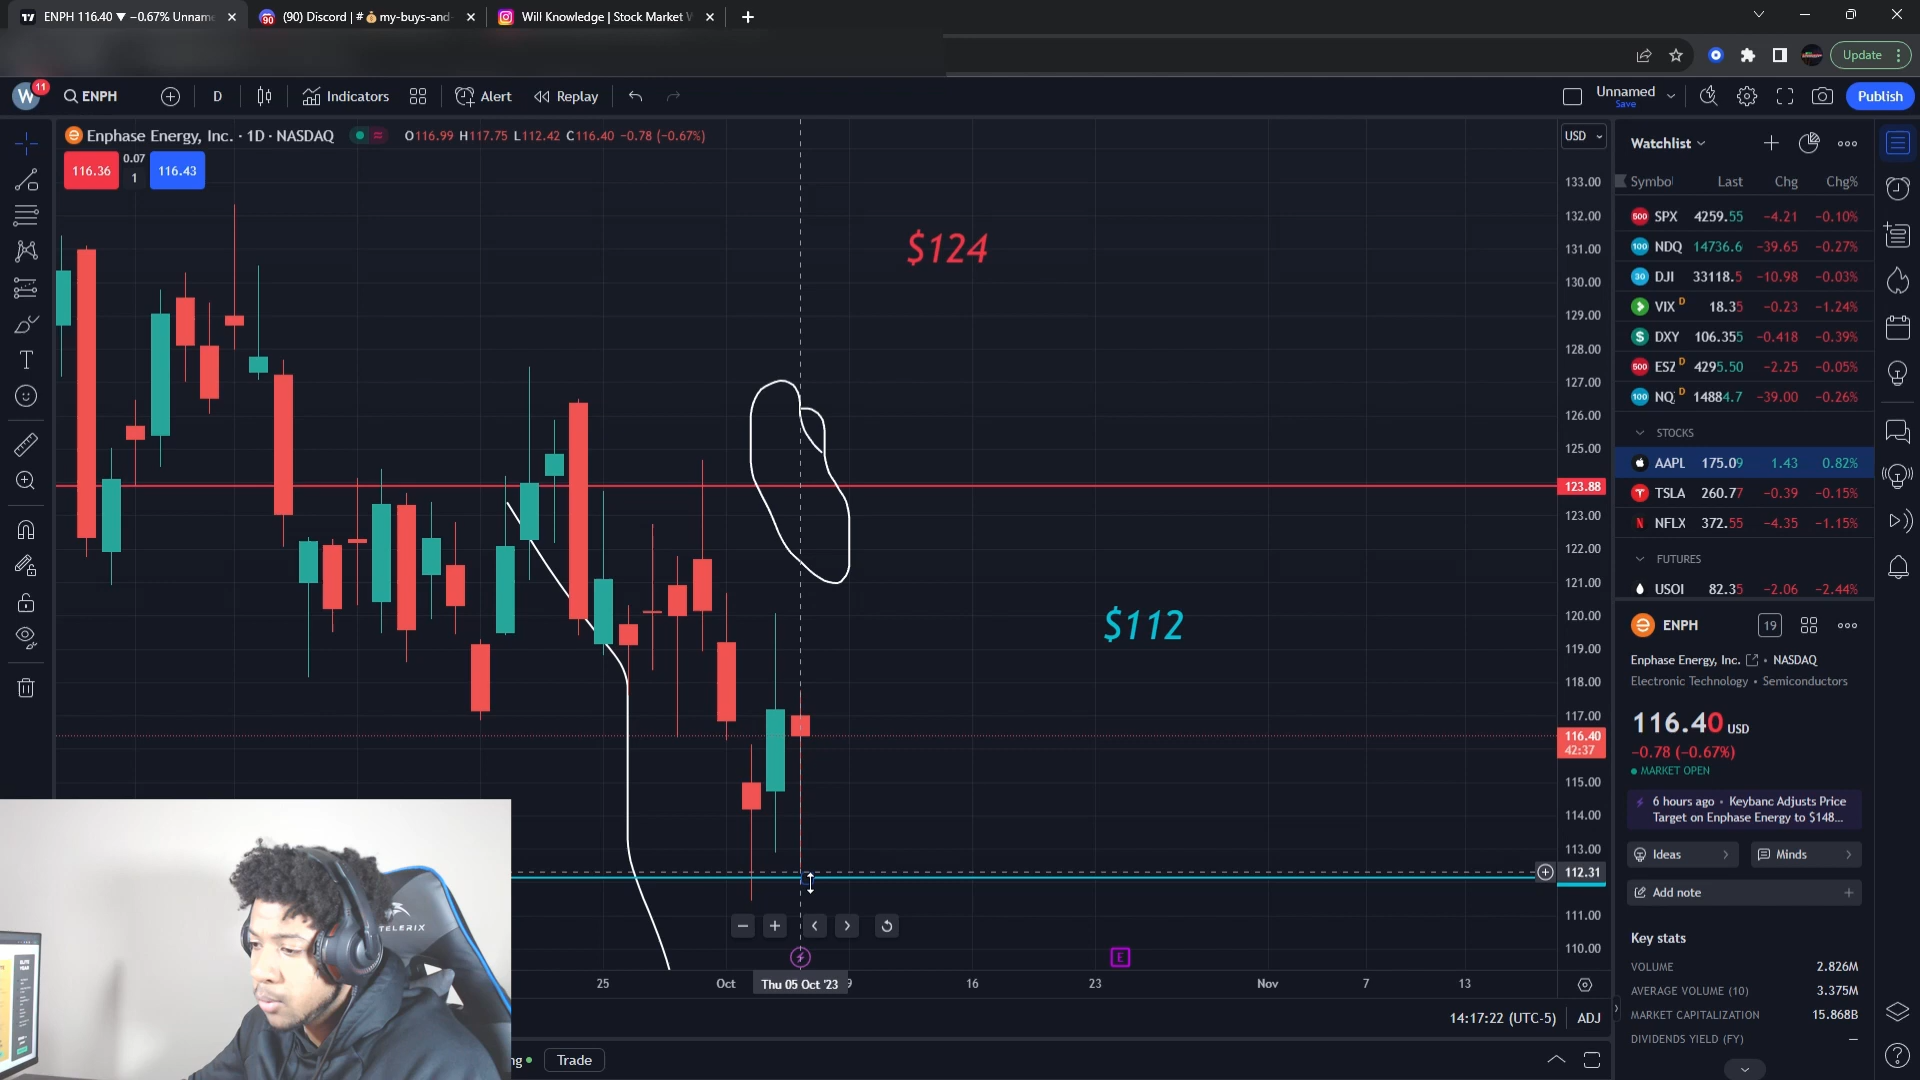 ENPH 116.40 ▼ −0.67% Unnam
(90) Discord | # 💰my-buys-and-
Will Knowledge | Stock Market
Update
W 11
ENPH
D
Indicators
Alert
Replay
Unnamed
Save
Publish
Enphase Energy, Inc. · 1D · NASDAQ
O116.99 H117.75 L112.42 C116.40 −0.78 (−0.67%)
116.36
0.07
1
116.43
USD
133.00
132.00
131.00
130.00
129.00
128.00
127.00
126.00
125.00
123.88
123.00
122.00
121.00
120.00
119.00
118.00
117.00
116.40
42:37
115.00
114.00
113.00
112.31
111.00
110.00
$124
$112
E
25
Oct
Thu 05 Oct '23
9
16
23
Nov
7
13
14:17:22 (UTC-5)
ADJ
Trade
TELERIX
Watchlist
Symbol Last Chg Chg%
SPX 4259.55 −4.21 −0.10%
NDQ 14736.6 −39.65 −0.27%
DJI 33118.5 −10.98 −0.03%
VIX D 18.35 −0.23 −1.24%
DXY 106.355 −0.418 −0.39%
ESZ D 4295.50 −2.25 −0.05%
NQ D 14884.7 −39.00 −0.26%
STOCKS
AAPL 175.09 1.43 0.82%
TSLA 260.77 −0.39 −0.15%
NFLX 372.55 −4.35 −1.15%
FUTURES
USOI 82.35 −2.06 −2.44%
ENPH
19
Enphase Energy, Inc. • NASDAQ
Electronic Technology • Semiconductors
116.40 USD
−0.78 (−0.67%)
MARKET OPEN
6 hours ago • Keybanc Adjusts Price
Target on Enphase Energy to $148...
Ideas
Minds
Add note
Key stats
VOLUME 2.826M
AVERAGE VOLUME (10) 3.375M
MARKET CAPITALIZATION 15.868B
DIVIDENDS YIELD (FY) —